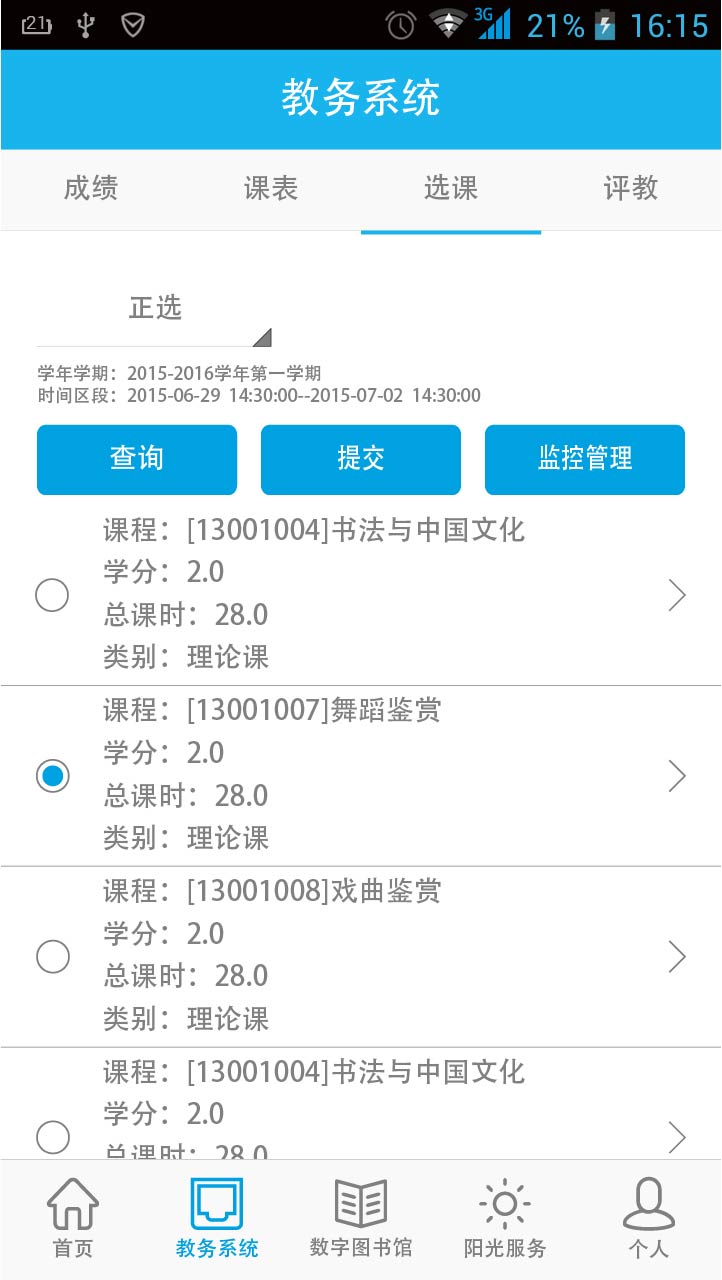 21 3G 21% 16:15
教务系统
成绩 课表 选课 评教
正选
学年学期：2015-2016学年第一学期
时间区段：2015-06-29 14:30:00--2015-07-02 14:30:00
查询 提交 监控管理
课程：[13001004]书法与中国文化
学分：2.0
总课时：28.0
类别：理论课
课程：[13001007]舞蹈鉴赏
学分：2.0
总课时：28.0
类别：理论课
课程：[13001008]戏曲鉴赏
学分：2.0
总课时：28.0
类别：理论课
课程：[13001004]书法与中国文化
学分：2.0
总课时：28.0
首页 教务系统 数字图书馆 阳光服务 个人